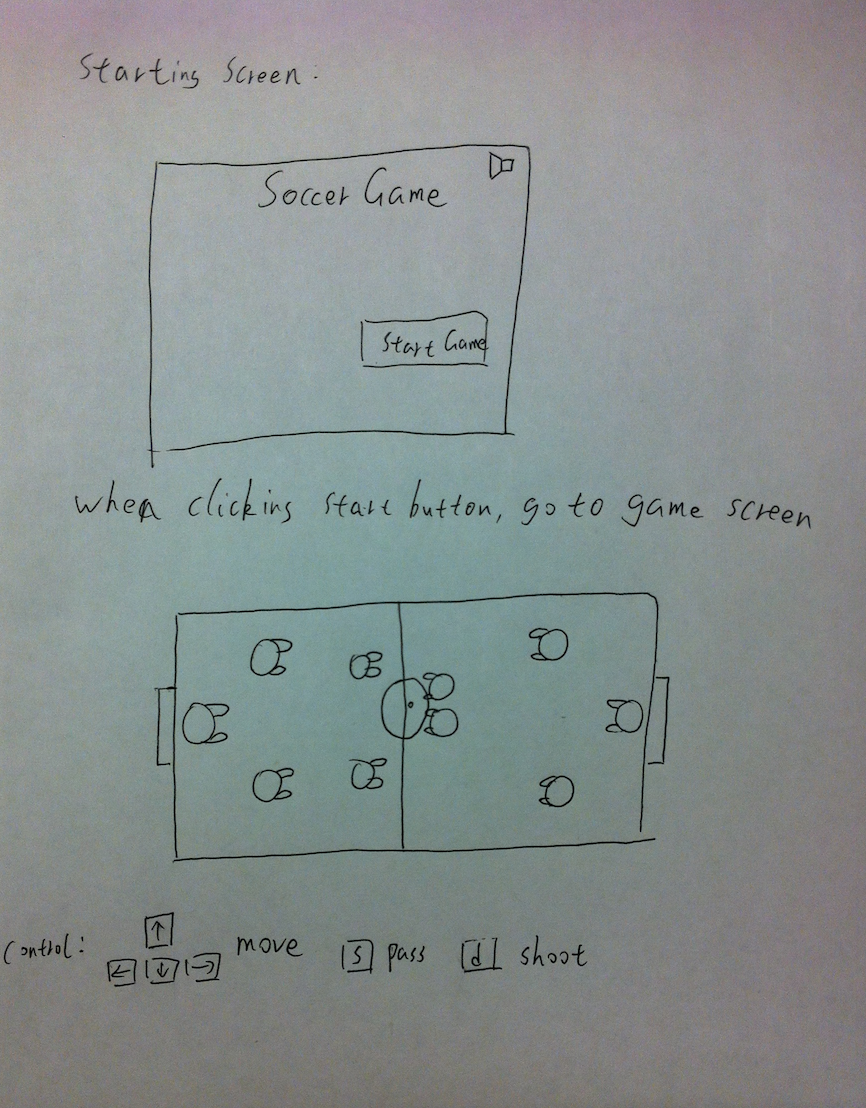 Starting Screen:
Soccer Game
Start Game
when clicking start button, go to game screen
Control: ↑ ← ↓ → move s pass d shoot